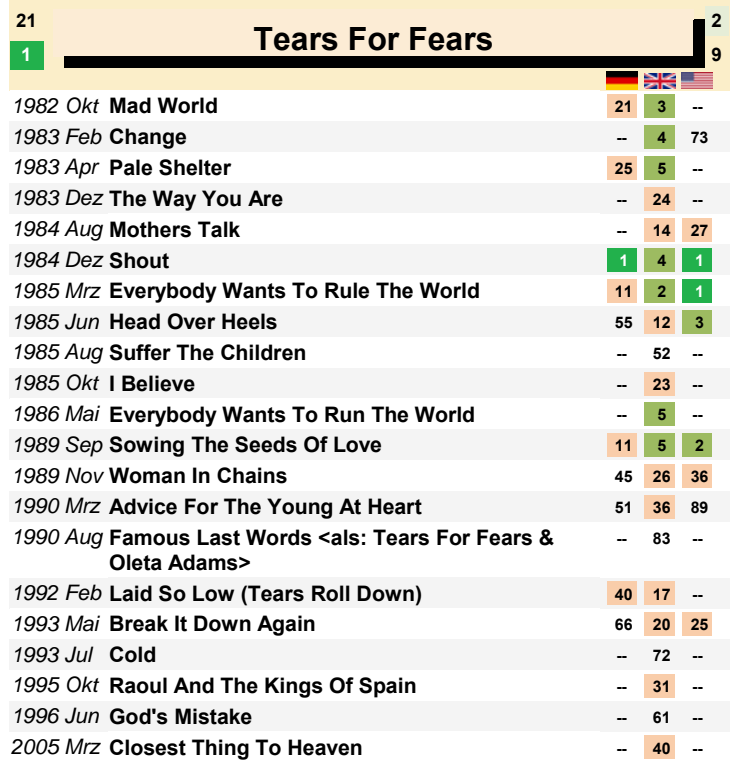 21
2
Tears For Fears
1
9
1982 Okt Mad World 21 3 --
1983 Feb Change -- 4 73
1983 Apr Pale Shelter 25 5 --
1983 Dez The Way You Are -- 24 --
1984 Aug Mothers Talk -- 14 27
1984 Dez Shout 1 4 1
1985 Mrz Everybody Wants To Rule The World 11 2 1
1985 Jun Head Over Heels 55 12 3
1985 Aug Suffer The Children -- 52 --
1985 Okt I Believe -- 23 --
1986 Mai Everybody Wants To Run The World -- 5 --
1989 Sep Sowing The Seeds Of Love 11 5 2
1989 Nov Woman In Chains 45 26 36
1990 Mrz Advice For The Young At Heart 51 36 89
1990 Aug Famous Last Words <als: Tears For Fears & -- 83 --
Oleta Adams>
1992 Feb Laid So Low (Tears Roll Down) 40 17 --
1993 Mai Break It Down Again 66 20 25
1993 Jul Cold -- 72 --
1995 Okt Raoul And The Kings Of Spain -- 31 --
1996 Jun God's Mistake -- 61 --
2005 Mrz Closest Thing To Heaven -- 40 --